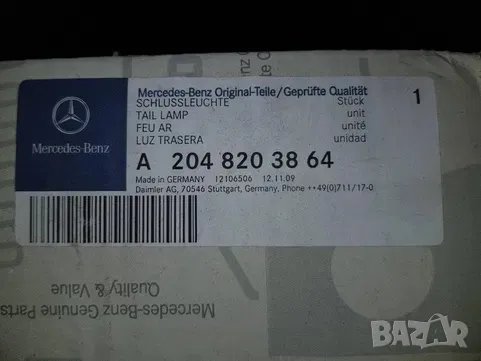 Mercedes-Benz
Mercedes-Benz Original-Teile/Geprüfte Qualität
SCHLUSSLEUCHTE Stück
TAIL LAMP unit
FEU AR unité
LUZ TRASERA unidad
1
A 204 820 38 64
Made in GERMANY 12106506 12.11.09
Daimler AG, 70546 Stuttgart, Germany, Phone ++49(0)711/17-0
Mercedes-Benz Genuine Parts
Quality & Value
BAZAR